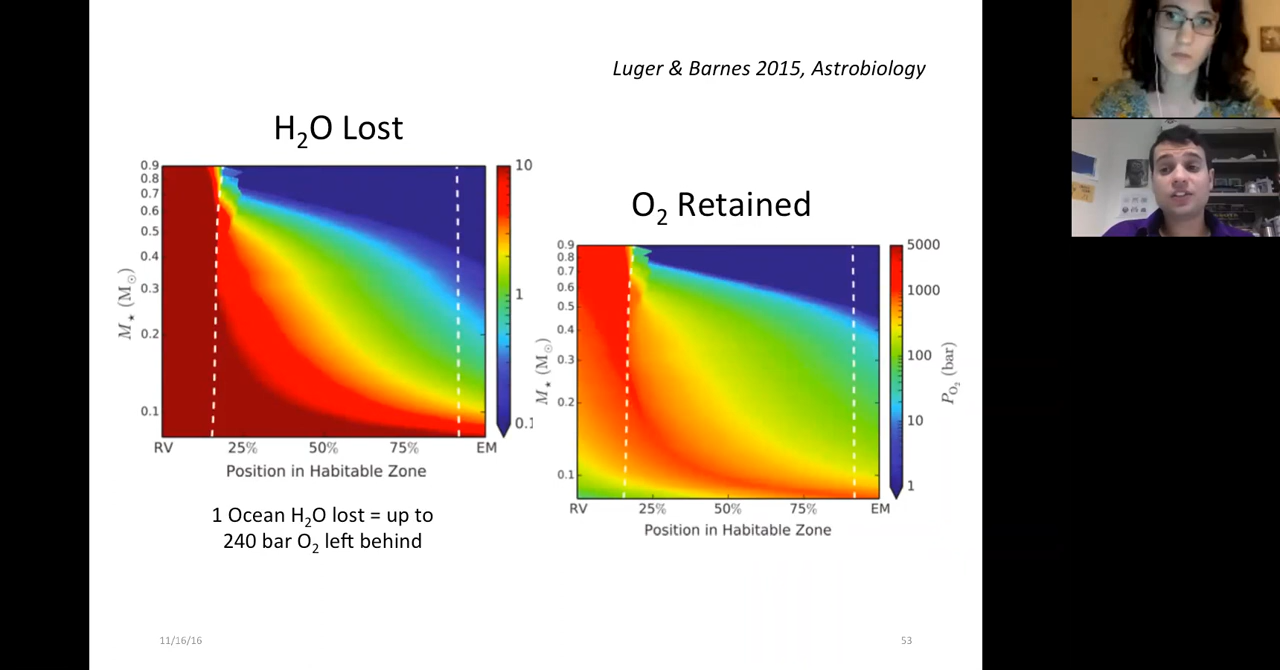 Luger & Barnes 2015, Astrobiology
H₂O Lost
0.9
0.8
0.7
0.6
0.5
0.4
0.3
0.2
0.1
M⋆ (M☉)
RV 25% 50% 75% EM
Position in Habitable Zone
10
1
0.1
1 Ocean H₂O lost = up to
240 bar O₂ left behind
O₂ Retained
0.9
0.8
0.7
0.6
0.5
0.4
0.3
0.2
0.1
M⋆ (M☉)
RV 25% 50% 75% EM
Position in Habitable Zone
5000
1000
100
10
1
P_O₂ (bar)
11/16/16
53